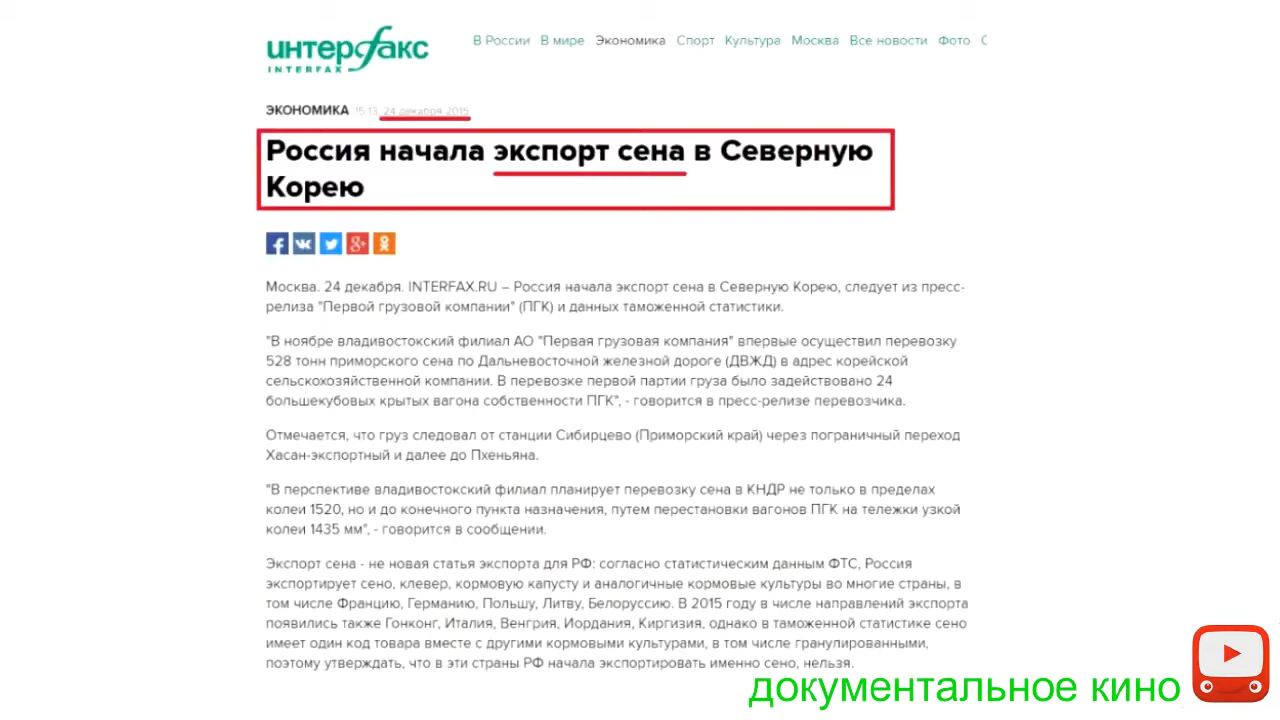 интерфакс
INTERFAX
В России В мире Экономика Спорт Культура Москва Все новости Фото
ЭКОНОМИКА 15:13, 24 декабря 2015
Россия начала экспорт сена в Северную
Корею
Москва. 24 декабря. INTERFAX.RU – Россия начала экспорт сена в Северную Корею, следует из пресс-
релиза "Первой грузовой компании" (ПГК) и данных таможенной статистики.
"В ноябре владивостокский филиал АО "Первая грузовая компания" впервые осуществил перевозку
528 тонн приморского сена по Дальневосточной железной дороге (ДВЖД) в адрес корейской
сельскохозяйственной компании. В перевозке первой партии груза было задействовано 24
большекубовых крытых вагона собственности ПГК", - говорится в пресс-релизе перевозчика.
Отмечается, что груз следовал от станции Сибирцево (Приморский край) через пограничный переход
Хасан-экспортный и далее до Пхеньяна.
"В перспективе владивостокский филиал планирует перевозку сена в КНДР не только в пределах
колеи 1520, но и до конечного пункта назначения, путем перестановки вагонов ПГК на тележки узкой
колеи 1435 мм", - говорится в сообщении.
Экспорт сена - не новая статья экспорта для РФ: согласно статистическим данным ФТС, Россия
экспортирует сено, клевер, кормовую капусту и аналогичные кормовые культуры во многие страны, в
том числе Францию, Германию, Польшу, Литву, Белоруссию. В 2015 году в числе направлений экспорта
появились также Гонконг, Италия, Венгрия, Иордания, Киргизия, однако в таможенной статистике сено
имеет один код товара вместе с другими кормовыми культурами, в том числе гранулированными,
поэтому утверждать, что в эти страны РФ начала экспортировать именно сено, нельзя.
документальное кино